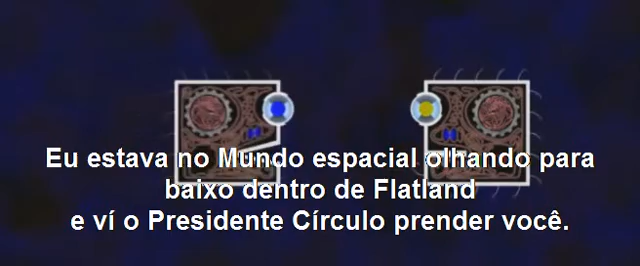 Eu estava no Mundo espacial olhando para
baixo dentro de Flatland
e ví o Presidente Círculo prender você.